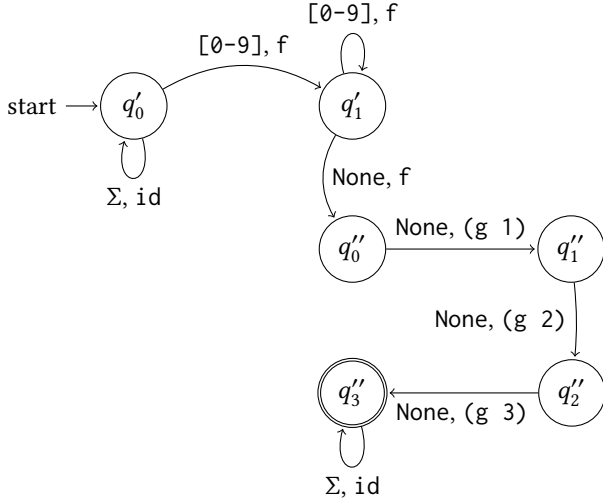 [0-9], f
[0-9], f
start
q′₀
q′₁
Σ, id
None, f
q″₀
None, (g 1)
q″₁
None, (g 2)
q″₃
None, (g 3)
q″₂
Σ, id